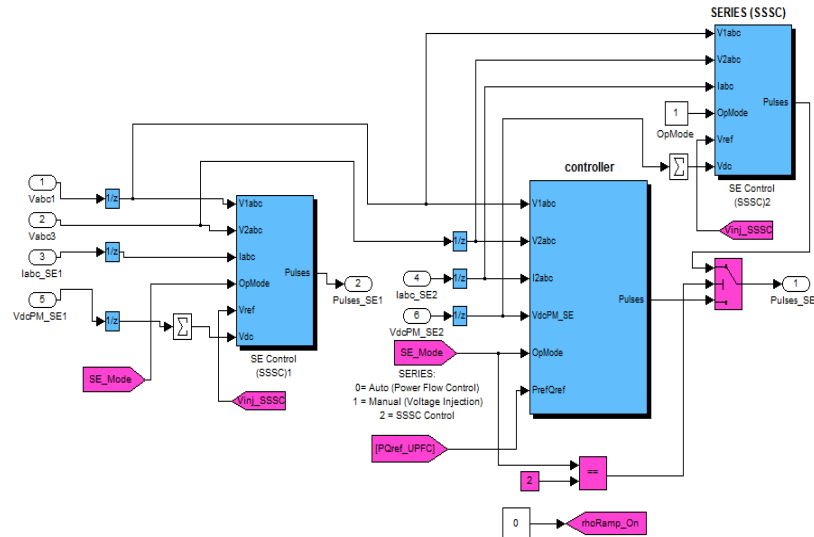 SERIES (SSSC)
V1abc
V2abc
Iabc
Pulses
1
OpMode
OpMode
Vref
Vdc
SE Control
(SSSC)2
Vinj_SSSC
controller
1
Vabc1
1/z
2
Vabc3
3
Iabc_SE1
1/z
5
VdcPM_SE1
1/z
V1abc
V2abc
Iabc
Pulses
OpMode
Vref
Vdc
SE Control
(SSSC)1
2
Pulses_SE1
SE_Mode
Vinj_SSSC
1/z
4
Iabc_SE2
1/z
6
VdcPM_SE2
1/z
V1abc
V2abc
I2abc
Pulses
VdcPM_SE
OpMode
PrefQref
SE_Mode
SERIES:
0= Auto (Power Flow Control)
1 = Manual (Voltage Injection)
2 = SSSC Control
[PQref_UPFC]
2
==
1
Pulses_SE
0
rhoRamp_On